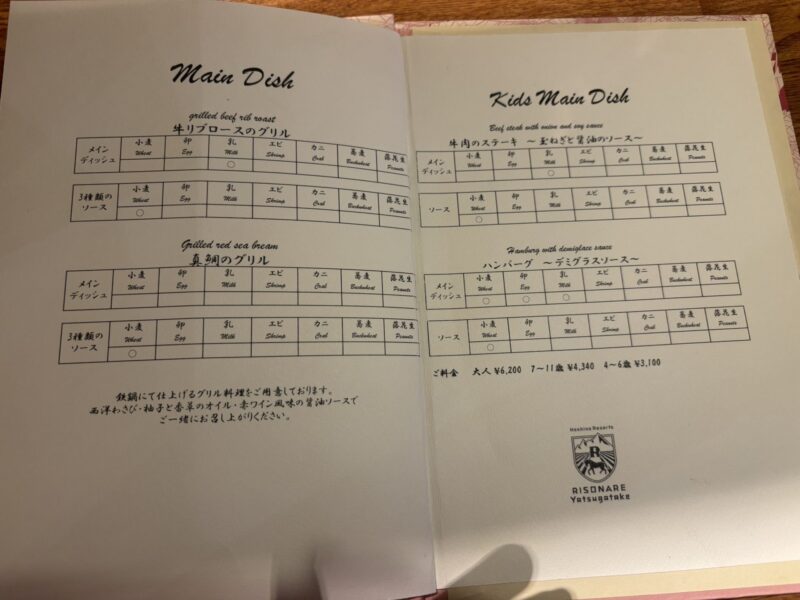 Main Dish
grilled beef rib roast
牛リブロースのグリル
メイン ディッシュ 小麦 卵 乳 エビ カニ 蕎麦 落花生
Wheat Egg Milk Shrimp Crab Buckwheat Peanuts
○
3種類の ソース 小麦 卵 乳 エビ カニ 蕎麦 落花生
Wheat Egg Milk Shrimp Crab Buckwheat Peanuts
○
Grilled red sea bream
真鯛のグリル
メイン ディッシュ 小麦 卵 乳 エビ カニ 蕎麦 落花生
Wheat Egg Milk Shrimp Crab Buckwheat Peanuts
3種類の ソース 小麦 卵 乳 エビ カニ 蕎麦 落花生
Wheat Egg Milk Shrimp Crab Buckwheat Peanuts
○
鉄鍋にて仕上げるグリル料理をご用意しております。
西洋わさび・柚子と香草のオイル・赤ワイン風味の醤油ソースで
ご一緒にお召し上がりください。
Kids Main Dish
Beef steak with onion and soy sauce
牛肉のステーキ ～玉ねぎと醤油のソース～
メイン ディッシュ 小麦 卵 乳 エビ カニ 蕎麦 落花生
Wheat Egg Milk Shrimp Crab Buckwheat Peanuts
○
ソース 小麦 卵 乳 エビ カニ 蕎麦 落花生
Wheat Egg Milk Shrimp Crab Buckwheat Peanuts
○
Hamburg with demiglace sauce
ハンバーグ ～デミグラスソース～
メイン ディッシュ 小麦 卵 乳 エビ カニ 蕎麦 落花生
Wheat Egg Milk Shrimp Crab Buckwheat Peanuts
○ ○ ○
ソース 小麦 卵 乳 エビ カニ 蕎麦 落花生
Wheat Egg Milk Shrimp Crab Buckwheat Peanuts
○
ご料金 大人 ¥6,200 7～11歳 ¥4,340 4～6歳 ¥3,100
Hoshino Resorts
R
RISONARE
Yatsugatake